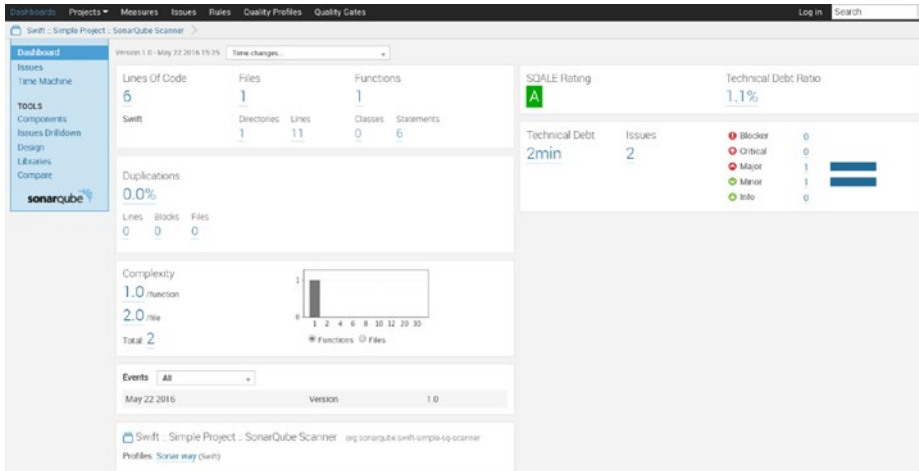 Dashboards Projects Measures Issues Rules Quality Profiles Quality Gates Log in Search
Swift :: Simple Project :: SonarQube Scanner
Dashboard
Issues
Time Machine
TOOLS
Components
Issues Drilldown
Design
Libraries
Compare
sonarqube
Version 1.0 - May 22 2016 15:25 Time changes...
Lines Of Code Files Functions
6 1 1
Swift Directories Lines Classes Statements
1 11 0 6
Duplications
0.0%
Lines Blocks Files
0 0 0
Complexity
1.0 /function
2.0 /file
Total: 2
1
0
1 2 4 6 8 10 12 20 30
Functions Files
Events All
May 22 2016 Version 1.0
Swift :: Simple Project :: SonarQube Scanner org.sonarqube:swift-simple-sq-scanner
Profiles: Sonar way (Swift)
SQALE Rating Technical Debt Ratio
A 1.1%
Technical Debt Issues
2min 2
Blocker 0
Critical 0
Major 1
Minor 1
Info 0